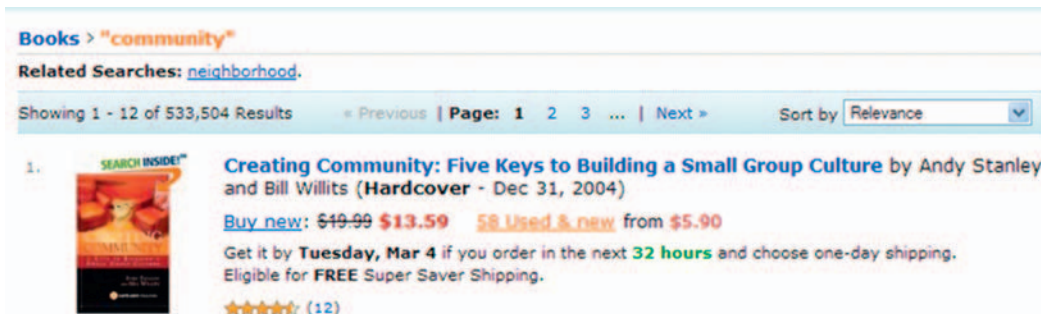 Books > "community"
Related Searches: neighborhood.
Showing 1 - 12 of 533,504 Results « Previous | Page: 1 2 3 ... | Next » Sort by Relevance
1. SEARCH INSIDE!™ Creating Community: Five Keys to Building a Small Group Culture by Andy Stanley
and Bill Willits (Hardcover - Dec 31, 2004)
Buy new: $19.99 $13.59 58 Used & new from $5.90
Get it by Tuesday, Mar 4 if you order in the next 32 hours and choose one-day shipping.
Eligible for FREE Super Saver Shipping.
COMMUNITY
(12)